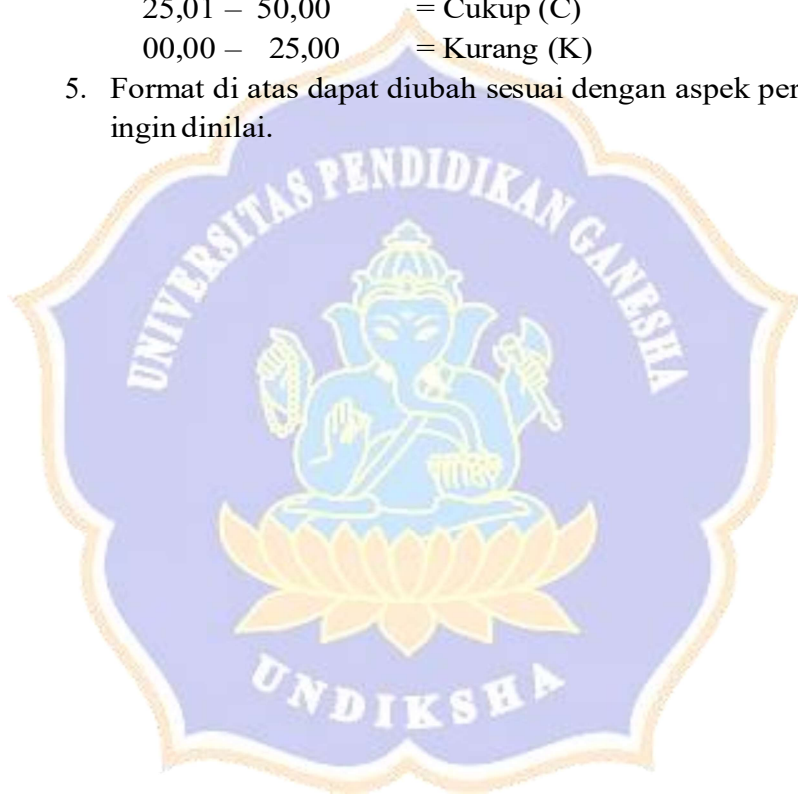 25,01 – 50,00 = Cukup (C)
00,00 – 25,00 = Kurang (K)
5. Format di atas dapat diubah sesuai dengan aspek per
ingin dinilai.
UNIVERSITAS PENDIDIKAN GANESHA
UNDIKSHA